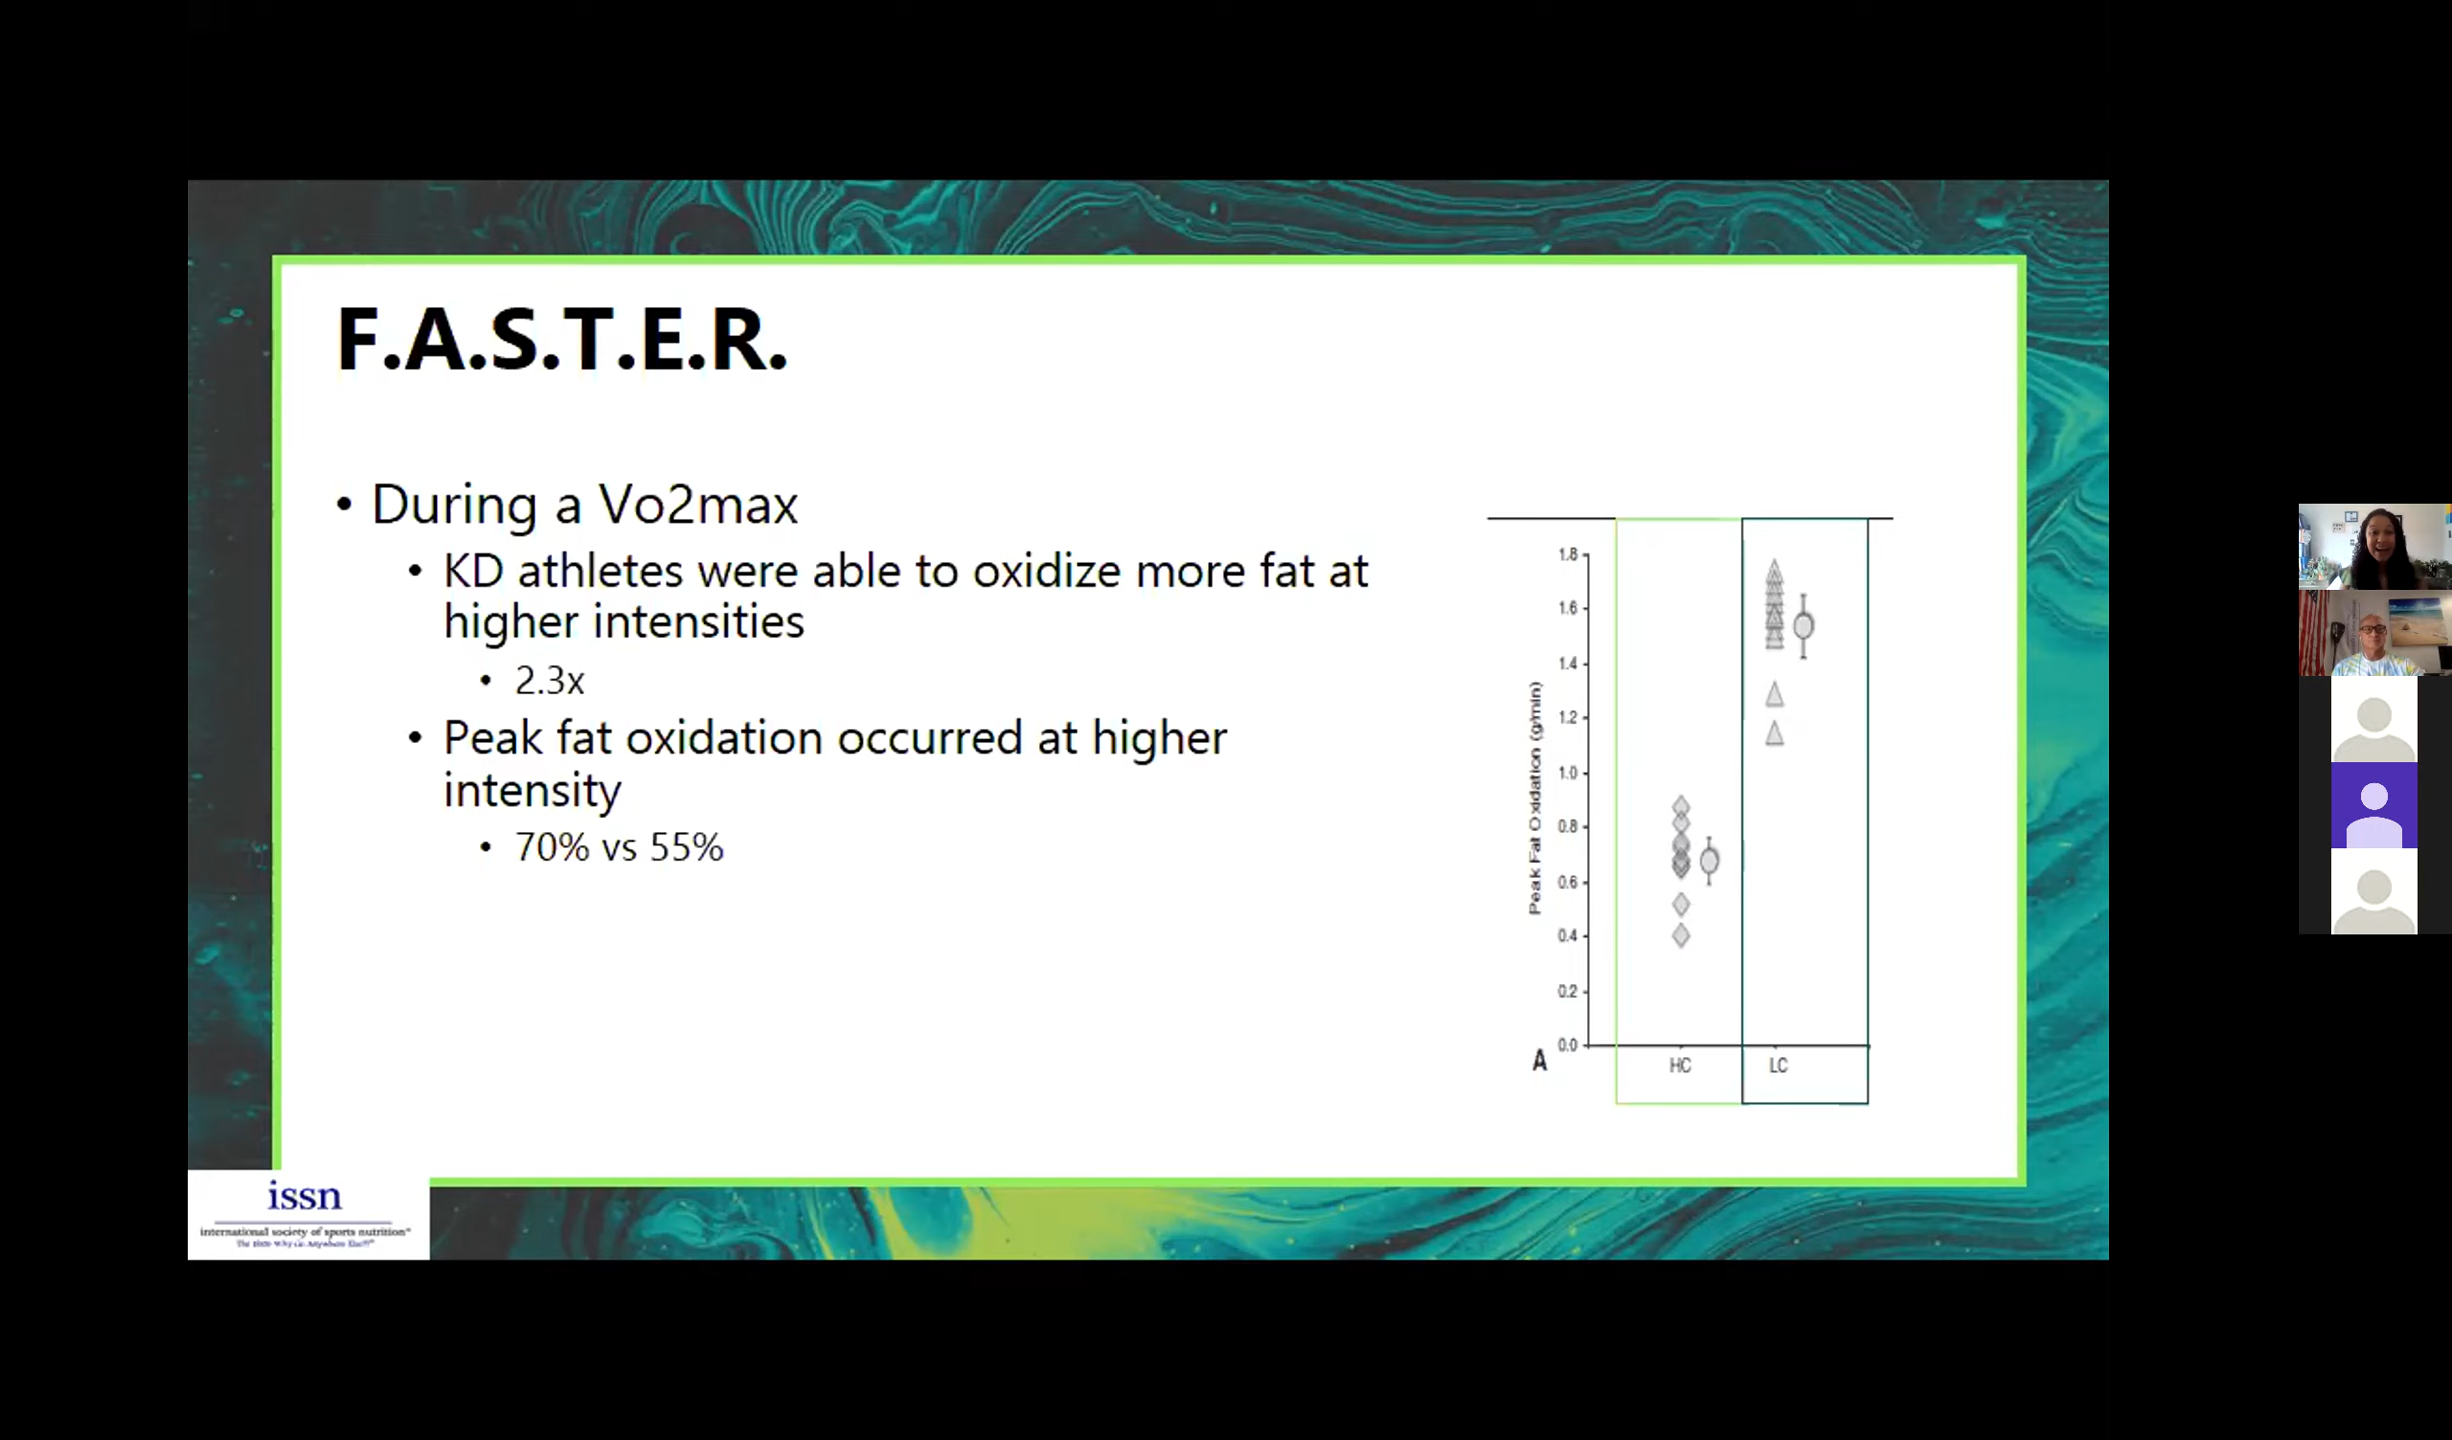 F.A.S.T.E.R.
• During a Vo2max
• KD athletes were able to oxidize more fat at
higher intensities
• 2.3x
• Peak fat oxidation occurred at higher
intensity
• 70% vs 55%
Peak Fat Oxidation (g/min)
1.8
1.6
1.4
1.2
1.0
0.8
0.6
0.4
0.2
0.0
A
HC LC
issn
international society of sports nutrition®